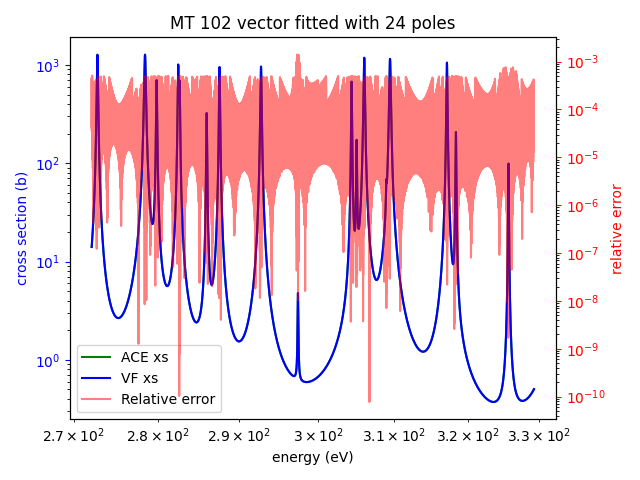 MT 102 vector fitted with 24 poles
cross section (b)
10³
10²
10¹
10⁰
10⁻³
10⁻⁴
10⁻⁵
10⁻⁶
10⁻⁷
10⁻⁸
10⁻⁹
10⁻¹⁰
relative error
ACE xs
VF xs
Relative error
2.7 × 10² 2.8 × 10² 2.9 × 10² 3 × 10² 3.1 × 10² 3.2 × 10² 3.3 × 10²
energy (eV)